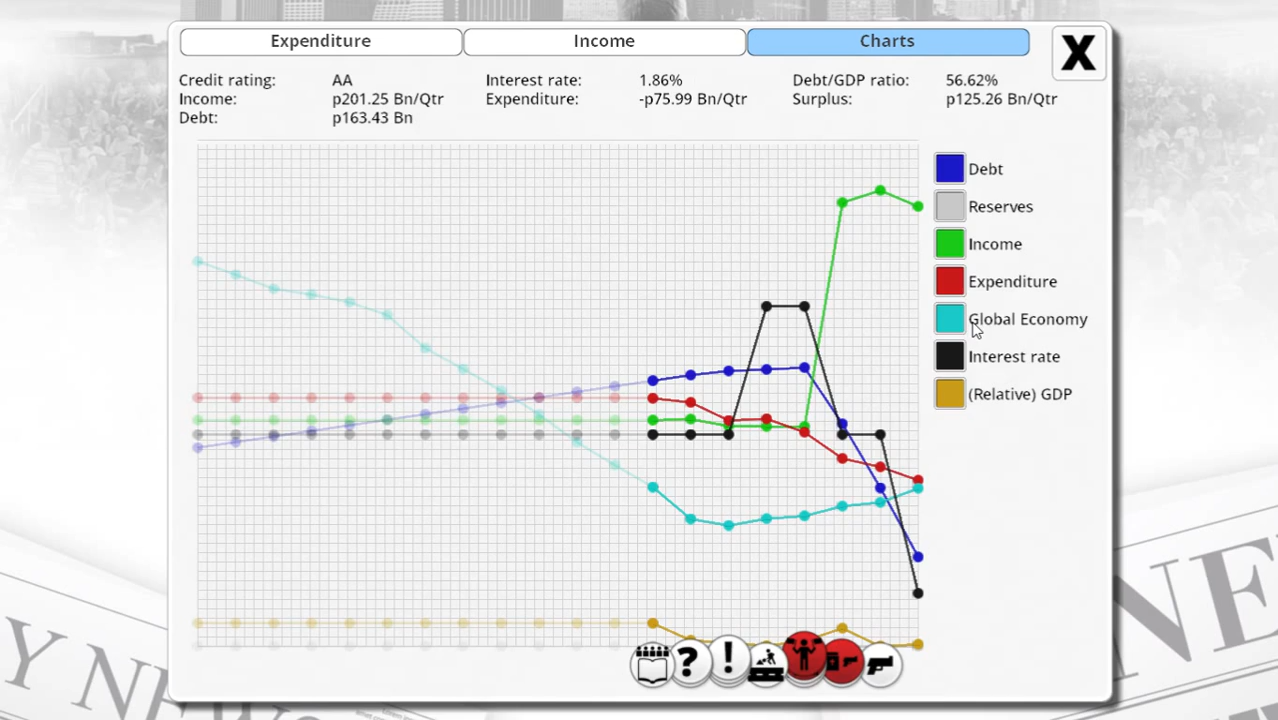 Expenditure
Income
Charts
X
Credit rating: AA
Interest rate: 1.86%
Debt/GDP ratio: 56.62%
Income: p201.25 Bn/Qtr
Expenditure: -p75.99 Bn/Qtr
Surplus: p125.26 Bn/Qtr
Debt: p163.43 Bn
Debt
Reserves
Income
Expenditure
Global Economy
Interest rate
(Relative) GDP
?
!
Y NEWS
NE